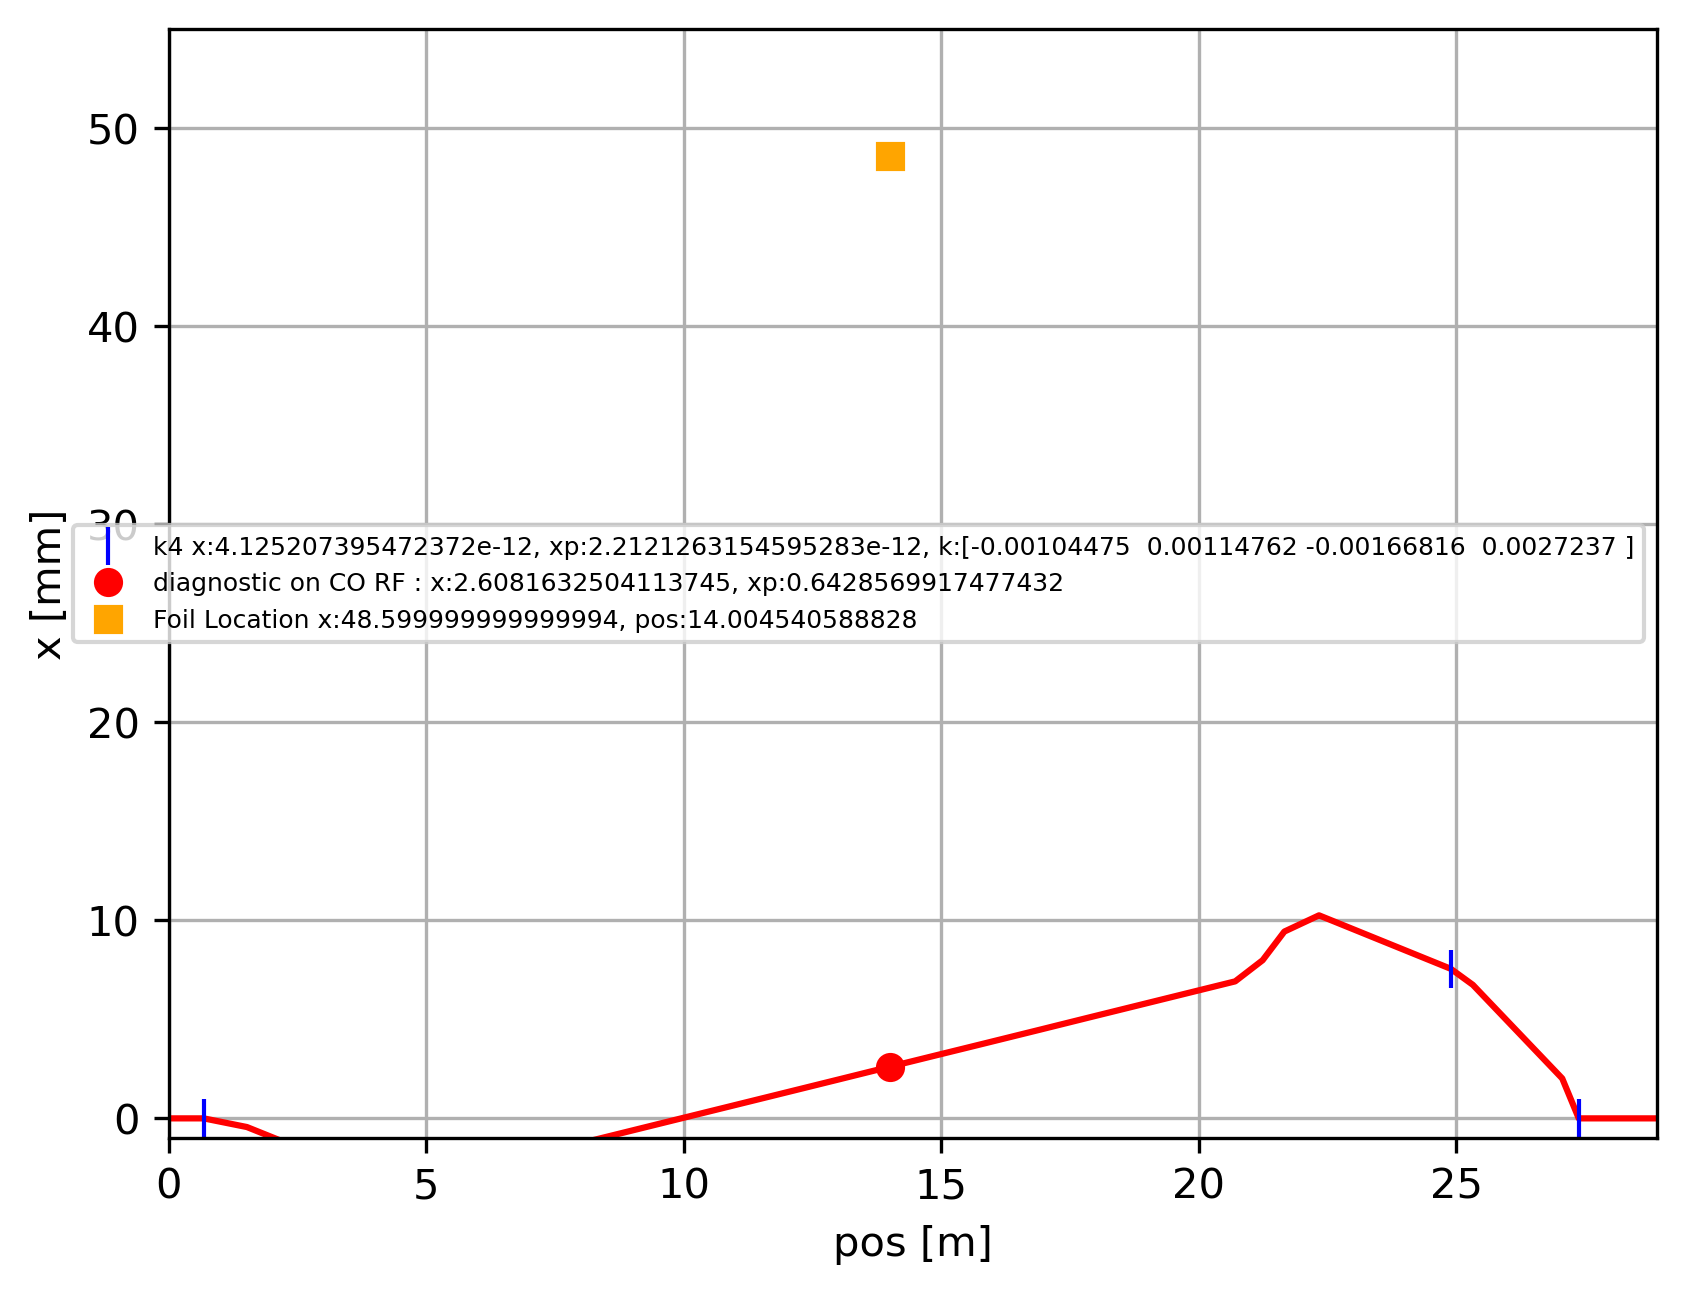 50
40
30
20
10
0
x [mm]
k4 x:4.125207395472372e-12, xp:2.2121263154595283e-12, k:[-0.00104475  0.00114762 -0.00166816  0.0027237 ]
diagnostic on CO RF : x:2.6081632504113745, xp:0.6428569917477432
Foil Location x:48.599999999999994, pos:14.004540588828
0 5 10 15 20 25
pos [m]